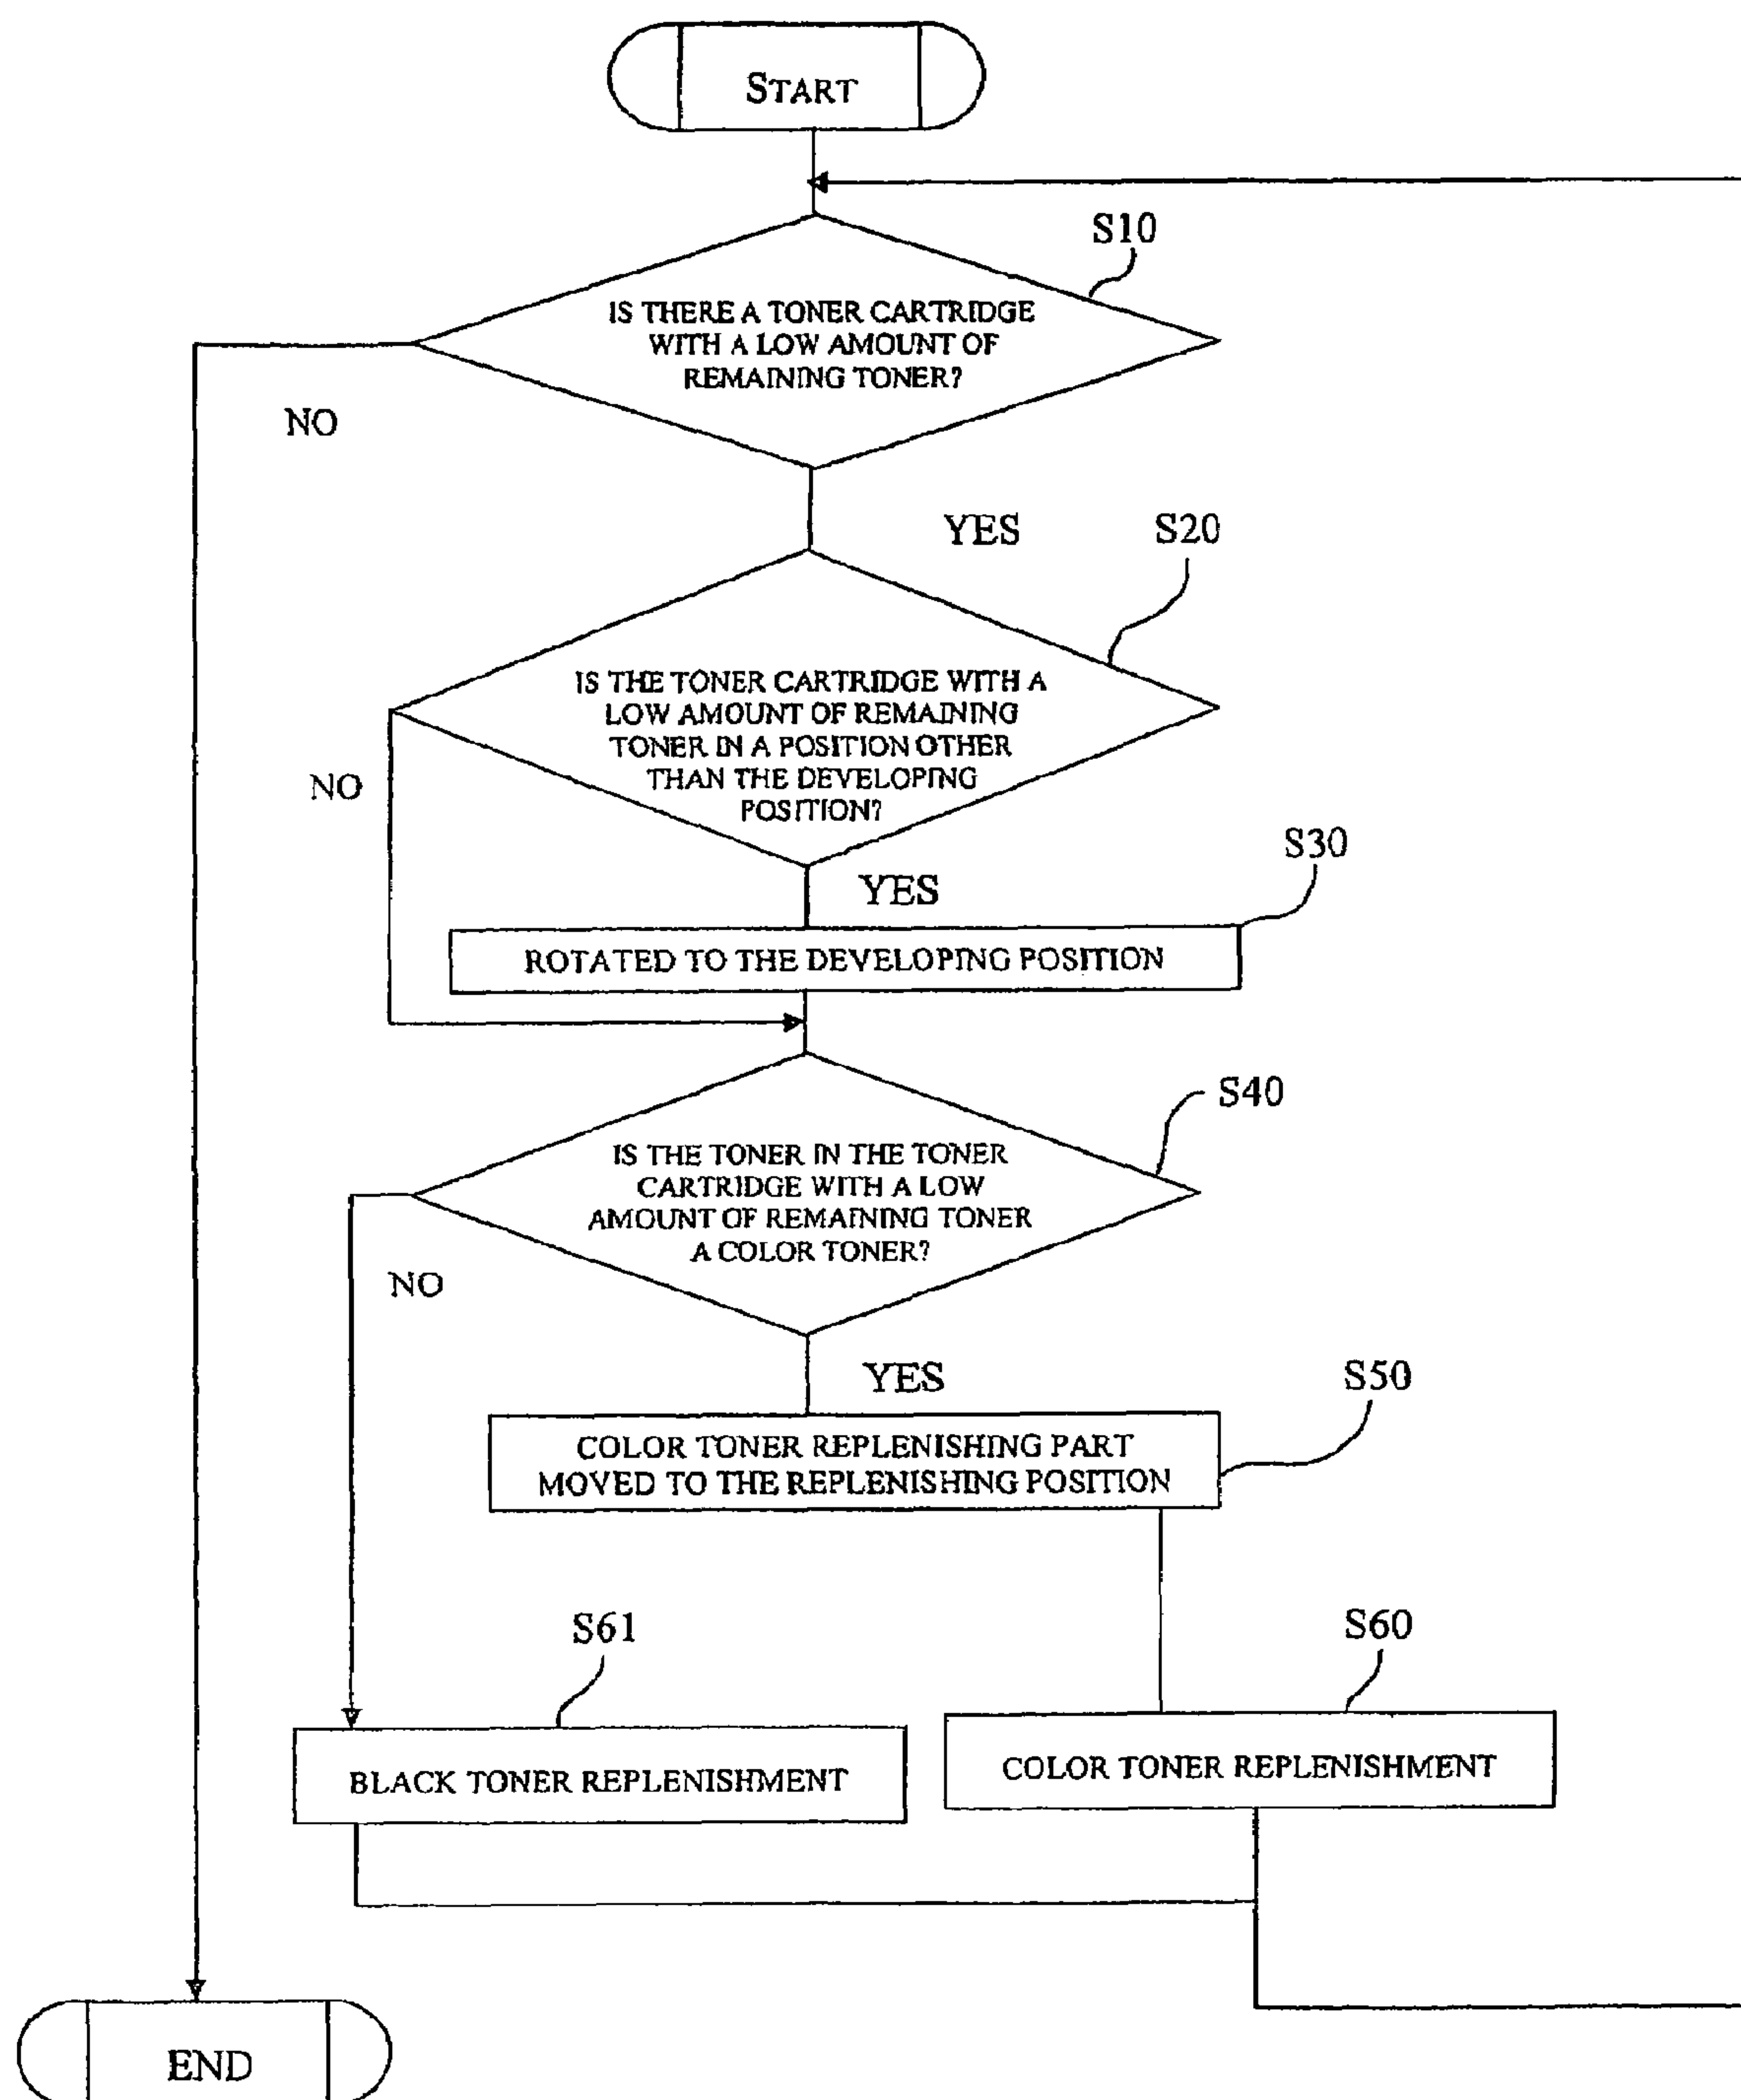 START
S10
IS THERE A TONER CARTRIDGE
WITH A LOW AMOUNT OF
REMAINING TONER?
NO
YES
S20
IS THE TONER CARTRIDGE WITH A
LOW AMOUNT OF REMAINING
TONER IN A POSITION OTHER
THAN THE DEVELOPING
POSITION?
NO
YES
S30
ROTATED TO THE DEVELOPING POSITION
S40
IS THE TONER IN THE TONER
CARTRIDGE WITH A LOW
AMOUNT OF REMAINING TONER
A COLOR TONER?
NO
YES
S50
COLOR TONER REPLENISHING PART
MOVED TO THE REPLENISHING POSITION
S61
S60
BLACK TONER REPLENISHMENT
COLOR TONER REPLENISHMENT
END